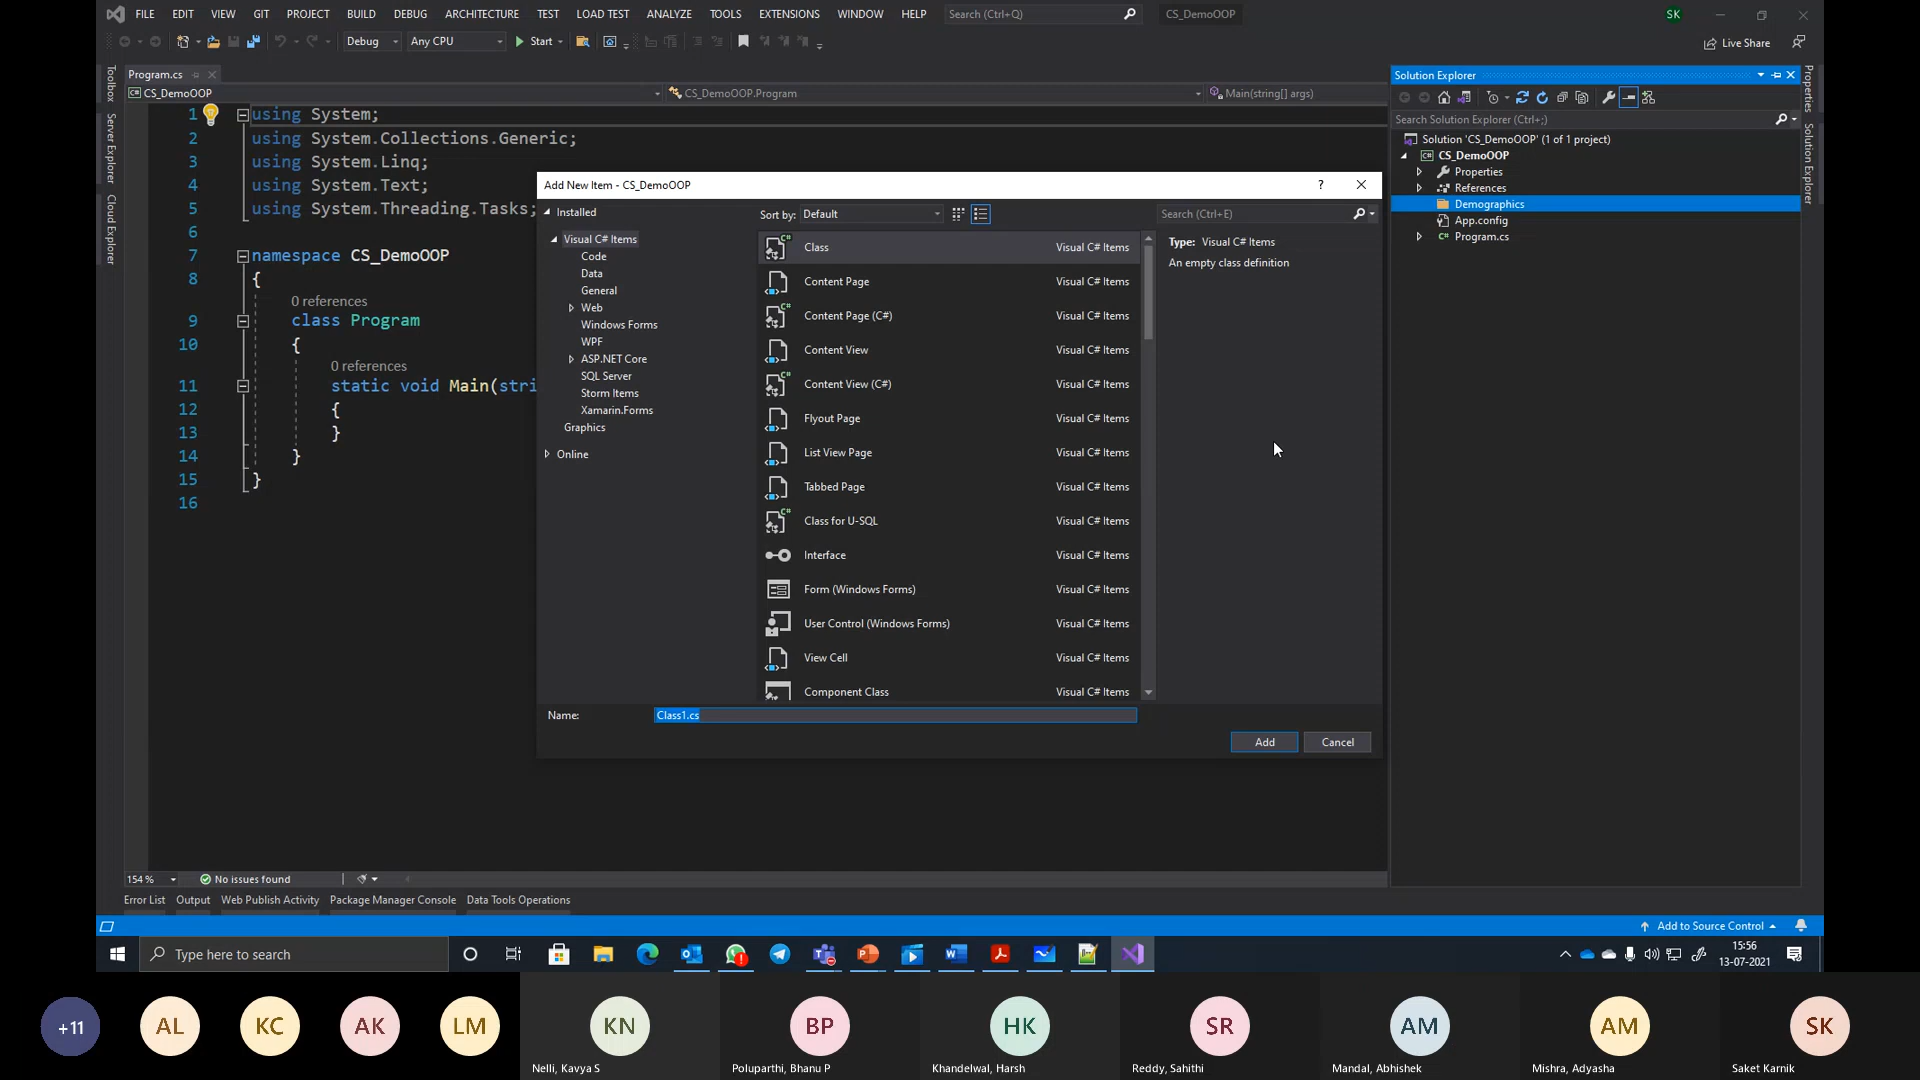 FILE EDIT VIEW GIT PROJECT BUILD DEBUG ARCHITECTURE TEST LOAD TEST ANALYZE TOOLS EXTENSIONS WINDOW HELP Search (Ctrl+Q) CS_DemoOOP SK
Debug Any CPU Start Live Share
Toolbox
Server Explorer
Cloud Explorer
Program.cs
CS_DemoOOP CS_DemoOOP.Program Main(string[] args)
1 using System;
2 using System.Collections.Generic;
3 using System.Linq;
4 using System.Text;
5 using System.Threading.Tasks;
6
7 namespace CS_DemoOOP
8 {
0 references
9 class Program
10 {
0 references
11 static void Main(stri
12 {
13 }
14 }
15 }
16
Add New Item - CS_DemoOOP ?
Installed
Visual C# Items
Code
Data
General
Web
Windows Forms
WPF
ASP.NET Core
SQL Server
Storm Items
Xamarin.Forms
Graphics
Online
Sort by: Default
Search (Ctrl+E)
Class Visual C# Items
Content Page Visual C# Items
Content Page (C#) Visual C# Items
Content View Visual C# Items
Content View (C#) Visual C# Items
Flyout Page Visual C# Items
List View Page Visual C# Items
Tabbed Page Visual C# Items
Class for U-SQL Visual C# Items
Interface Visual C# Items
Form (Windows Forms) Visual C# Items
User Control (Windows Forms) Visual C# Items
View Cell Visual C# Items
Component Class Visual C# Items
Type: Visual C# Items
An empty class definition
Name: Class1.cs
Add Cancel
Solution Explorer
Search Solution Explorer (Ctrl+;)
Solution 'CS_DemoOOP' (1 of 1 project)
CS_DemoOOP
Properties
References
Demographics
App.config
Program.cs
Properties
Solution Explorer
154 % No issues found
Error List Output Web Publish Activity Package Manager Console Data Tools Operations
Add to Source Control
Type here to search
15:56
13-07-2021
+11 AL KC AK LM KN BP HK SR AM AM SK
Nelli, Kavya S Poluparthi, Bhanu P Khandelwal, Harsh Reddy, Sahithi Mandal, Abhishek Mishra, Adyasha Saket Karnik